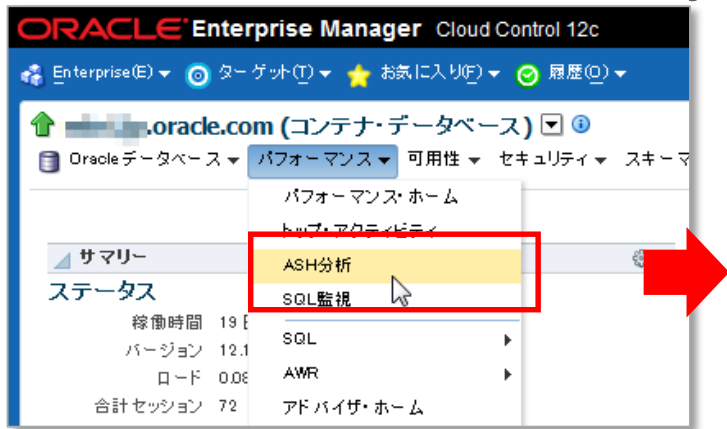 ORACLE Enterprise Manager Cloud Control 12c
Enterprise(E) ターゲット(T) お気に入り(F) 履歴(O)
.oracle.com (コンテナ・データベース)
Oracleデータベース パフォーマンス 可用性 セキュリティ スキーマ
パフォーマンス・ホーム
トップ・アクティビティ
サマリー
ASH分析
ステータス
SQL監視
稼働時間 19
SQL
バージョン 12.1
AWR
ロード 0.08
アドバイザ・ホーム
合計セッション 72